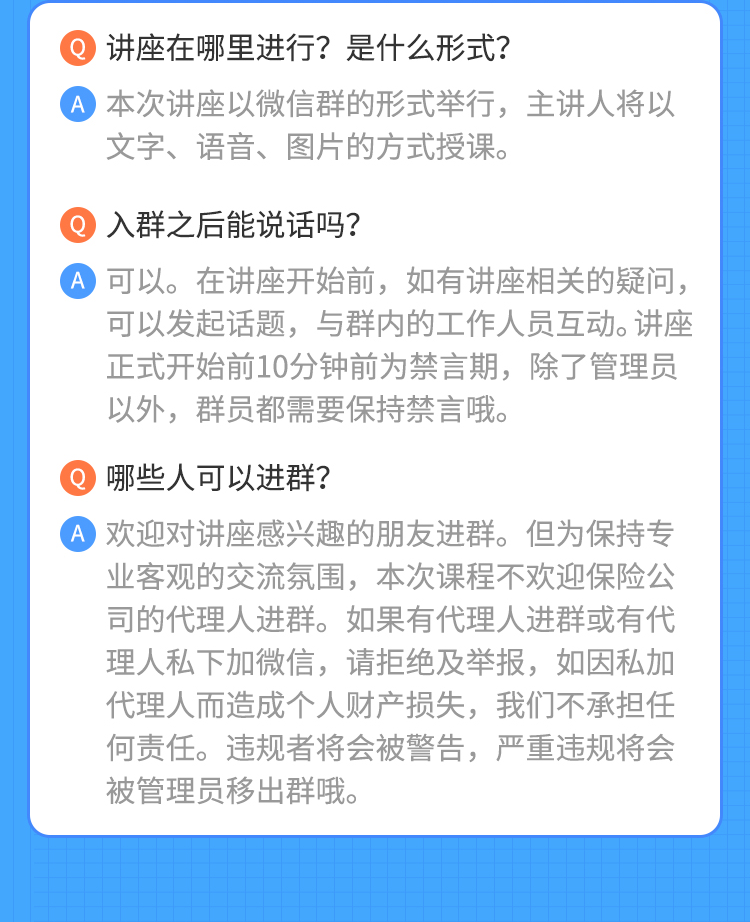 Q 讲座在哪里进行？是什么形式？
A 本次讲座以微信群的形式举行，主讲人将以
文字、语音、图片的方式授课。
Q 入群之后能说话吗？
A 可以。在讲座开始前，如有讲座相关的疑问，
可以发起话题，与群内的工作人员互动。讲座
正式开始前10分钟前为禁言期，除了管理员
以外，群员都需要保持禁言哦。
Q 哪些人可以进群？
A 欢迎对讲座感兴趣的朋友进群。但为保持专
业客观的交流氛围，本次课程不欢迎保险公
司的代理人进群。如果有代理人进群或有代
理人私下加微信，请拒绝及举报，如因私加
代理人而造成个人财产损失，我们不承担任
何责任。违规者将会被警告，严重违规将会
被管理员移出群哦。